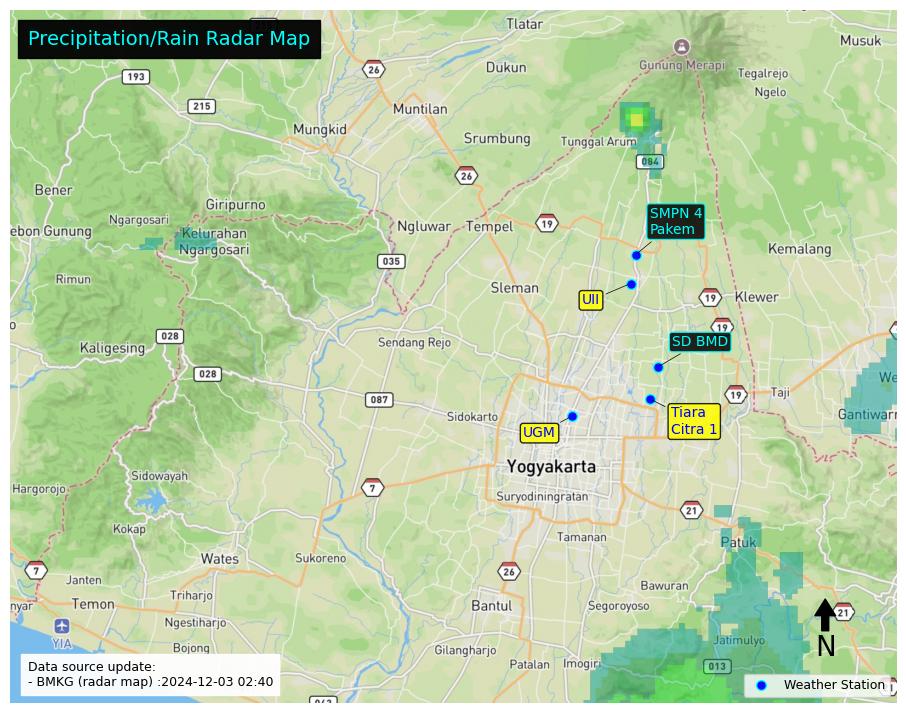 Precipitation/Rain Radar Map
Tlatar
Musuk
26
193
Dukun
Gunung Merapi
Tegalrejo
Ngelo
215
Muntilan
Mungkid
Srumbung
Tunggal Arum
084
26
Bener
Giripurno
SMPN 4
Pakem
Ngargosari
ebon Gunung
Kelurahan
Ngargosari
Ngluwar
Tempel
19
Kemalang
035
Rimun
Sleman
UII
19
Klewer
19
028
Kaligesing
Sendang Rejo
SD BMD
028
087
19
Taji
We
Gantiwarn
Sidokarto
Tiara
Citra 1
UGM
Yogyakarta
Sidowayah
Hargorojo
7
Suryodiningratan
21
Kokap
Tamanan
Patuk
Wates
Sukoreno
7
26
Janten
Bawuran
Triharjo
nyar
Temon
Bantul
Segoroyoso
21
Ngestiharjo
YIA
N
Bojong
Gilangharjo
Jatimulyo
Patalan
Imogiri
013
Data source update:
- BMKG (radar map) :2024-12-03 02:40
Weather Station